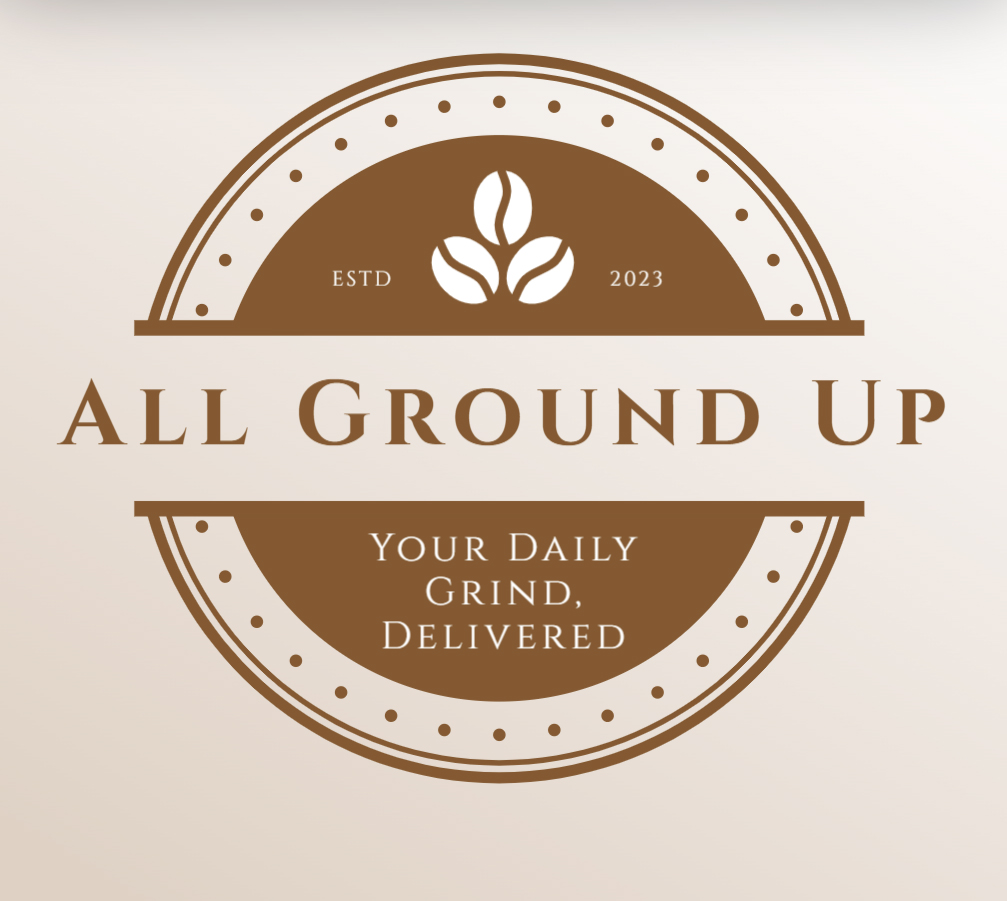 ESTD 2023
All Ground Up
Your Daily
Grind,
Delivered